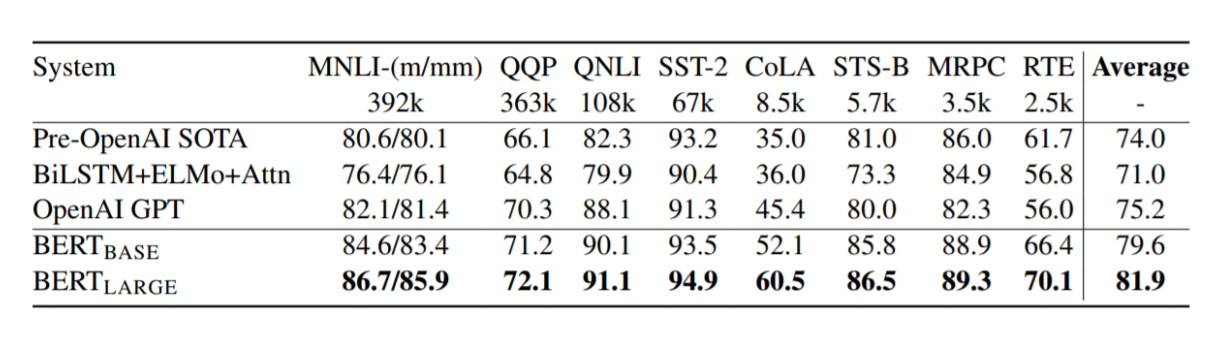 System MNLI-(m/mm) QQP QNLI SST-2 CoLA STS-B MRPC RTE Average
392k 363k 108k 67k 8.5k 5.7k 3.5k 2.5k -
Pre-OpenAI SOTA 80.6/80.1 66.1 82.3 93.2 35.0 81.0 86.0 61.7 74.0
BiLSTM+ELMo+Attn 76.4/76.1 64.8 79.9 90.4 36.0 73.3 84.9 56.8 71.0
OpenAI GPT 82.1/81.4 70.3 88.1 91.3 45.4 80.0 82.3 56.0 75.2
BERTBASE 84.6/83.4 71.2 90.1 93.5 52.1 85.8 88.9 66.4 79.6
BERTLARGE 86.7/85.9 72.1 91.1 94.9 60.5 86.5 89.3 70.1 81.9